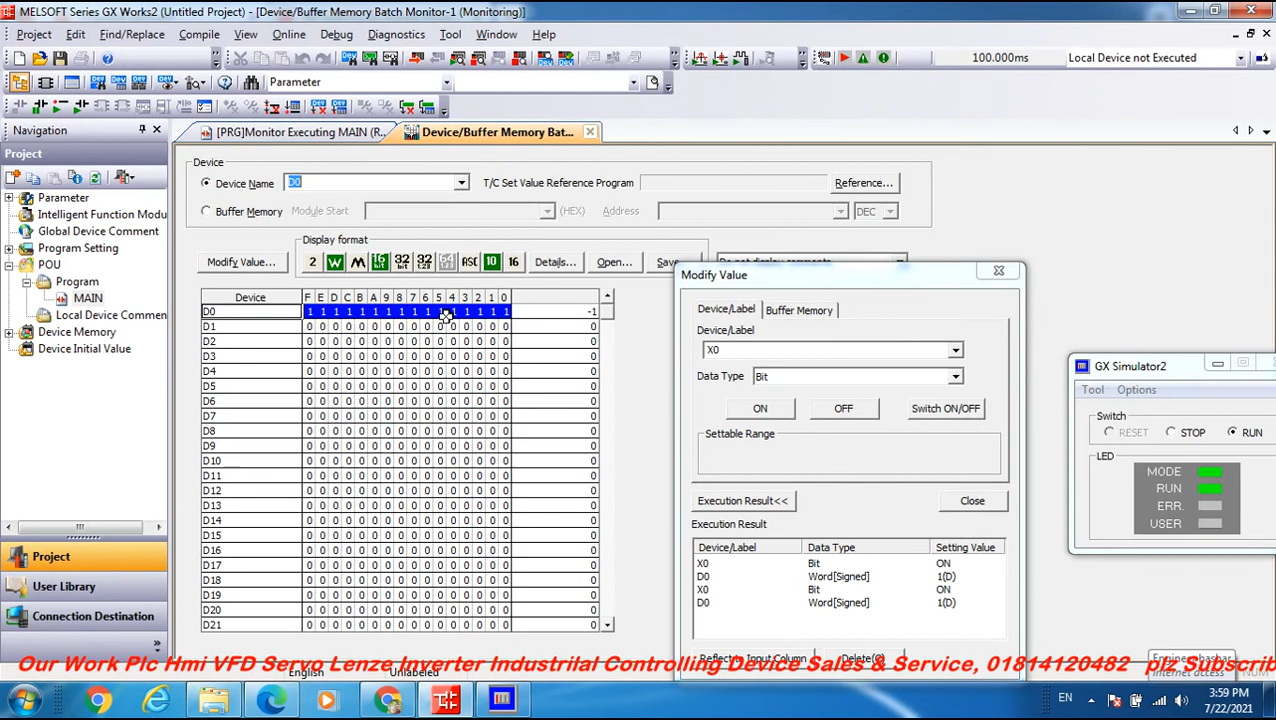 MELSOFT Series GX Works2 (Untitled Project) - [Device/Buffer Memory Batch Monitor-1 (Monitoring)]
Project Edit Find/Replace Compile View Online Debug Diagnostics Tool Window Help
100.000ms Local Device not Executed
Parameter
Navigation
[PRG]Monitor Executing MAIN (R... Device/Buffer Memory Bat...
Project
Parameter
Intelligent Function Modu
Global Device Comment
Program Setting
POU
Program
MAIN
Local Device Commen
Device Memory
Device Initial Value
Project
User Library
Connection Destination
Device
Device Name D0 T/C Set Value Reference Program Reference...
Buffer Memory Module Start (HEX) Address DEC
Display format
Modify Value... 2 W M 16 bit 32 bit 32 1.23 64 1.23 ASC 10 16 Details... Open... Save
Do not display comments
Device F E D C B A 9 8 7 6 5 4 3 2 1 0
D0 1 1 1 1 1 1 1 1 1 1 1 1 1 1 1 1 -1
D1 0 0 0 0 0 0 0 0 0 0 0 0 0 0 0 0 0
D2 0 0 0 0 0 0 0 0 0 0 0 0 0 0 0 0 0
D3 0 0 0 0 0 0 0 0 0 0 0 0 0 0 0 0 0
D4 0 0 0 0 0 0 0 0 0 0 0 0 0 0 0 0 0
D5 0 0 0 0 0 0 0 0 0 0 0 0 0 0 0 0 0
D6 0 0 0 0 0 0 0 0 0 0 0 0 0 0 0 0 0
D7 0 0 0 0 0 0 0 0 0 0 0 0 0 0 0 0 0
D8 0 0 0 0 0 0 0 0 0 0 0 0 0 0 0 0 0
D9 0 0 0 0 0 0 0 0 0 0 0 0 0 0 0 0 0
D10 0 0 0 0 0 0 0 0 0 0 0 0 0 0 0 0 0
D11 0 0 0 0 0 0 0 0 0 0 0 0 0 0 0 0 0
D12 0 0 0 0 0 0 0 0 0 0 0 0 0 0 0 0 0
D13 0 0 0 0 0 0 0 0 0 0 0 0 0 0 0 0 0
D14 0 0 0 0 0 0 0 0 0 0 0 0 0 0 0 0 0
D15 0 0 0 0 0 0 0 0 0 0 0 0 0 0 0 0 0
D16 0 0 0 0 0 0 0 0 0 0 0 0 0 0 0 0 0
D17 0 0 0 0 0 0 0 0 0 0 0 0 0 0 0 0 0
D18 0 0 0 0 0 0 0 0 0 0 0 0 0 0 0 0 0
D19 0 0 0 0 0 0 0 0 0 0 0 0 0 0 0 0 0
D20 0 0 0 0 0 0 0 0 0 0 0 0 0 0 0 0 0
D21 0 0 0 0 0 0 0 0 0 0 0 0 0 0 0 0 0
Modify Value
Device/Label Buffer Memory
Device/Label
X0
Data Type Bit
ON OFF Switch ON/OFF
Settable Range
Execution Result<< Close
Execution Result
Device/Label Data Type Setting Value
X0 Bit ON
D0 Word[Signed] 1(D)
X0 Bit ON
D0 Word[Signed] 1(D)
Reflect to Input Column Delete(C)
GX Simulator2
Tool Options
Switch
RESET STOP RUN
LED
MODE
RUN
ERR.
USER
Our Work Plc Hmi VFD Servo Lenze Inverter Industrilal Controlling Device Sales & Service, 01814120482 plz Subscrib
English Unlabeled Internet access NUM
EN 3:59 PM
7/22/2021